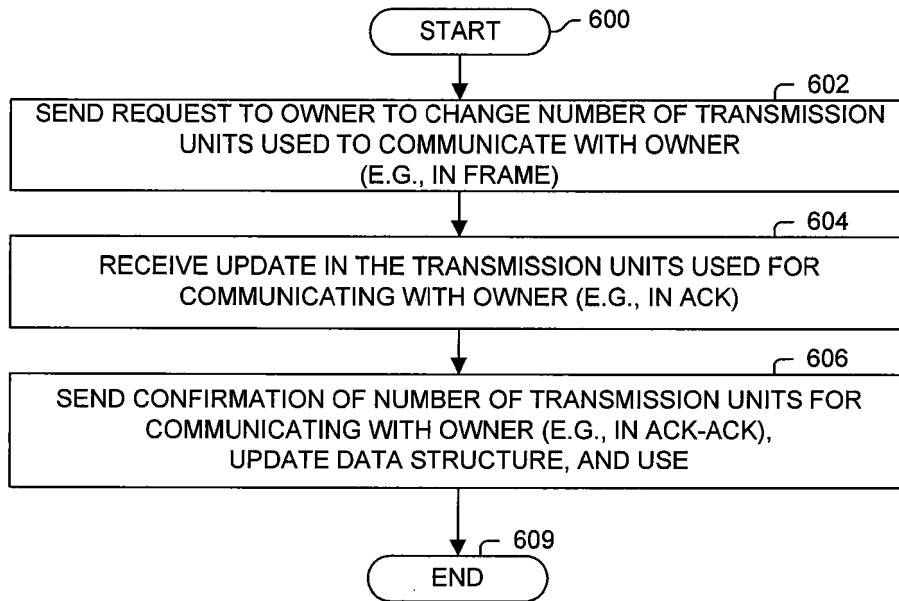 START
600
602
SEND REQUEST TO OWNER TO CHANGE NUMBER OF TRANSMISSION
UNITS USED TO COMMUNICATE WITH OWNER
(E.G., IN FRAME)
604
RECEIVE UPDATE IN THE TRANSMISSION UNITS USED FOR
COMMUNICATING WITH OWNER (E.G., IN ACK)
606
SEND CONFIRMATION OF NUMBER OF TRANSMISSION UNITS FOR
COMMUNICATING WITH OWNER (E.G., IN ACK-ACK),
UPDATE DATA STRUCTURE, AND USE
609
END